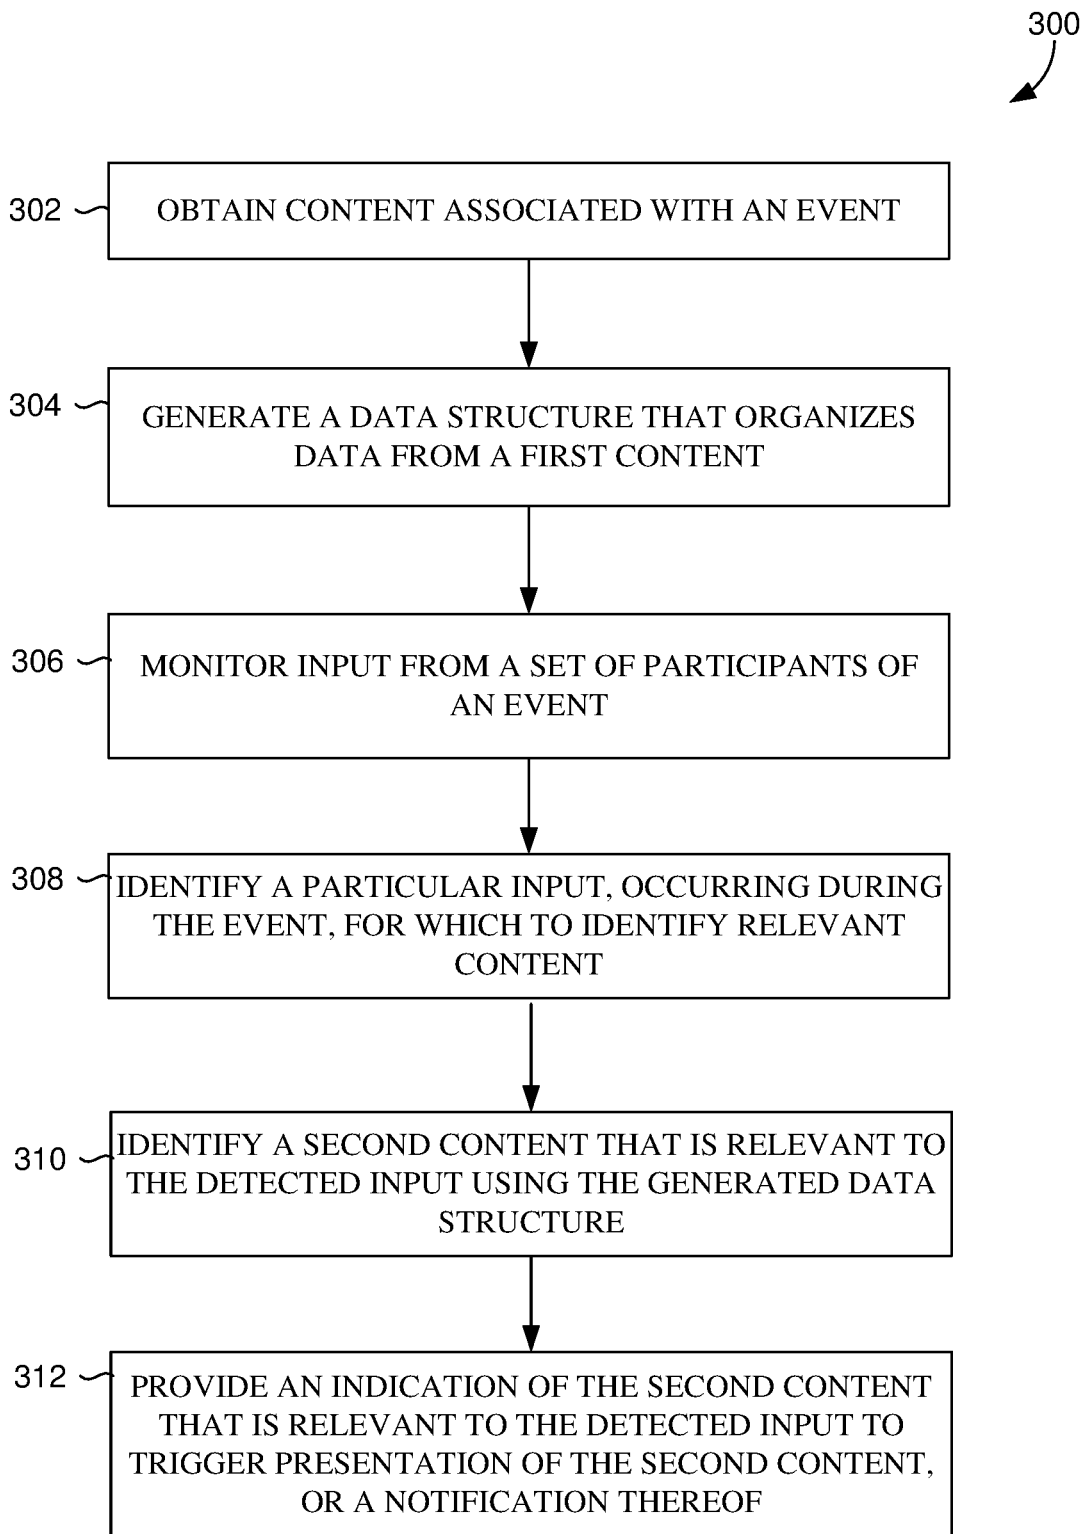 300
302
OBTAIN CONTENT ASSOCIATED WITH AN EVENT
304
GENERATE A DATA STRUCTURE THAT ORGANIZES
DATA FROM A FIRST CONTENT
306
MONITOR INPUT FROM A SET OF PARTICIPANTS OF
AN EVENT
308
IDENTIFY A PARTICULAR INPUT, OCCURRING DURING
THE EVENT, FOR WHICH TO IDENTIFY RELEVANT
CONTENT
310
IDENTIFY A SECOND CONTENT THAT IS RELEVANT TO
THE DETECTED INPUT USING THE GENERATED DATA
STRUCTURE
312
PROVIDE AN INDICATION OF THE SECOND CONTENT
THAT IS RELEVANT TO THE DETECTED INPUT TO
TRIGGER PRESENTATION OF THE SECOND CONTENT,
OR A NOTIFICATION THEREOF